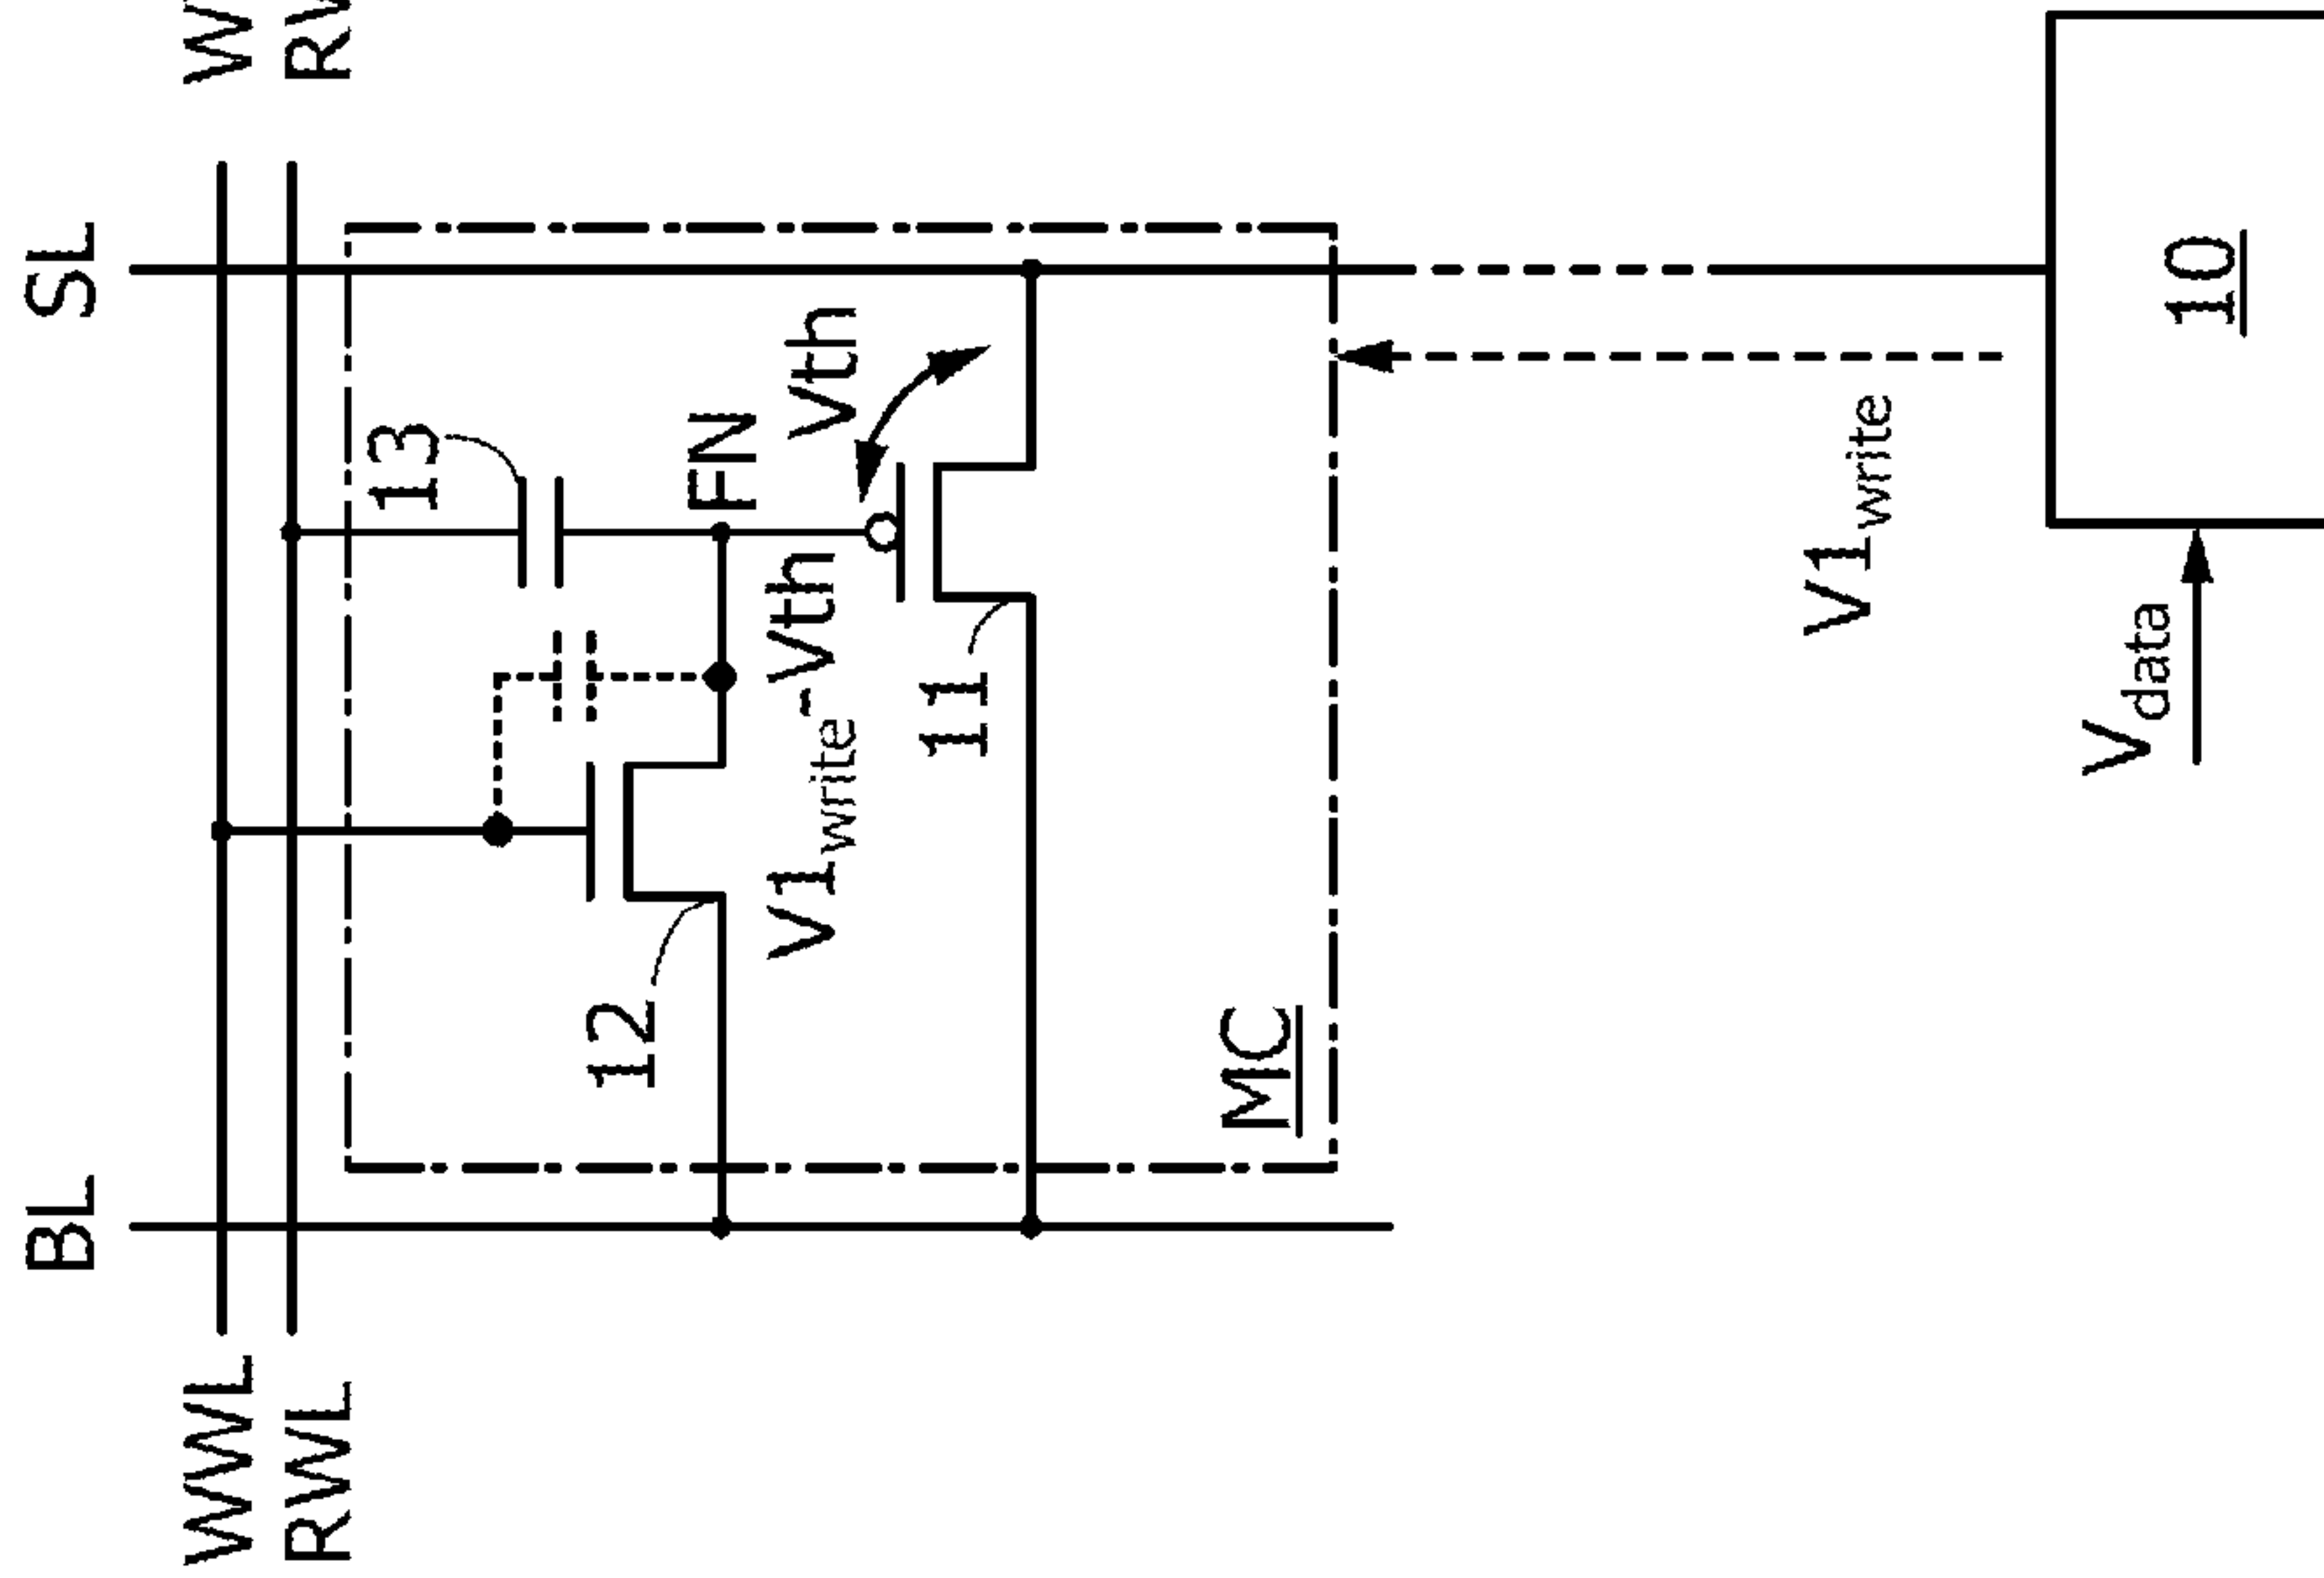 BL
SL
WWL
RWL
13
FN
Vth
12
V1write-Vth
11
MC
V1write
Vdata
10